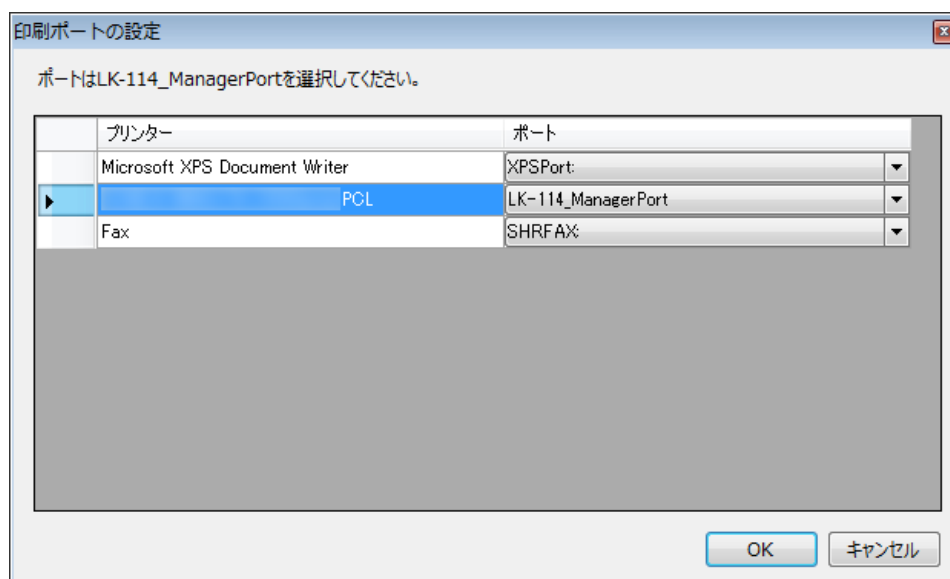 印刷ポートの設定
ポートはLK-114_ManagerPortを選択してください。
プリンター ポート
Microsoft XPS Document Writer XPSPort:
PCL LK-114_ManagerPort
Fax SHRFAX:
OK キャンセル